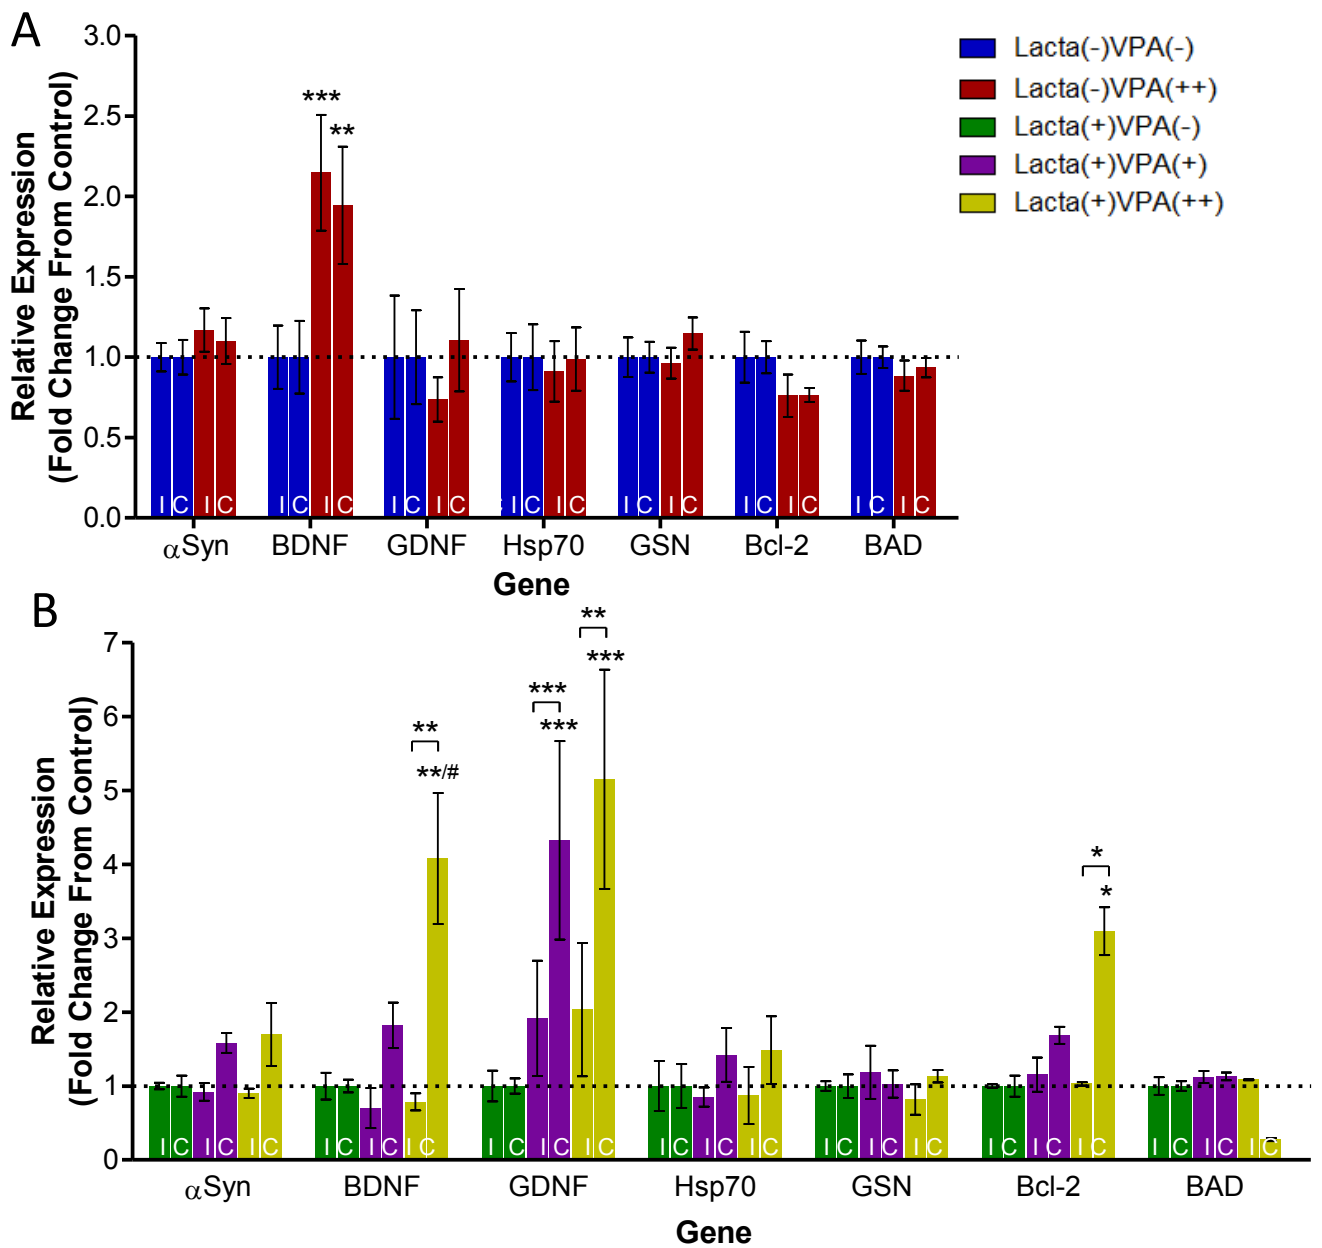 A
Relative Expression
(Fold Change From Control)
3.0
2.5
2.0
1.5
1.0
0.5
0.0
***
**
I C I C I C I C I C I C I C I C I C I C I C I C I C I C
αSyn BDNF GDNF Hsp70 GSN Bcl-2 BAD
Gene
Lacta(-)VPA(-)
Lacta(-)VPA(++)
Lacta(+)VPA(-)
Lacta(+)VPA(+)
Lacta(+)VPA(++)
B
Relative Expression
(Fold Change From Control)
7
6
5
4
3
2
1
0
**
**/#
***
***
**
***
*
*
I C I C I C I C I C I C I C I C I C I C I C I C I C I C I C I C I C I C I C I C I C
αSyn BDNF GDNF Hsp70 GSN Bcl-2 BAD
Gene